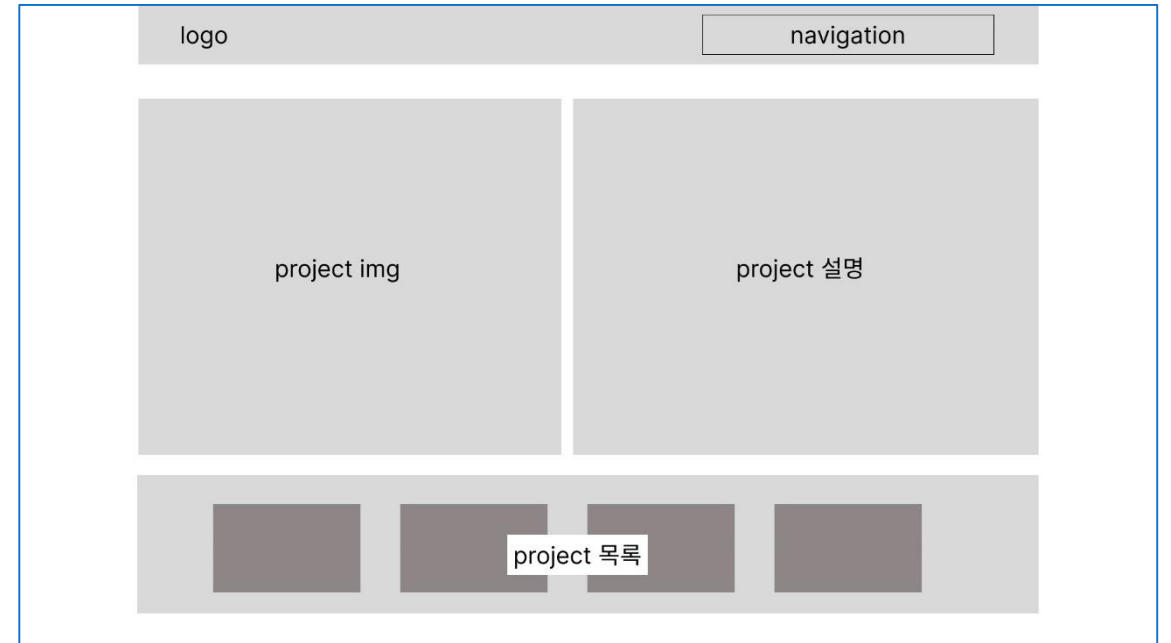 logo
navigation
project img
project 설명
project 목록